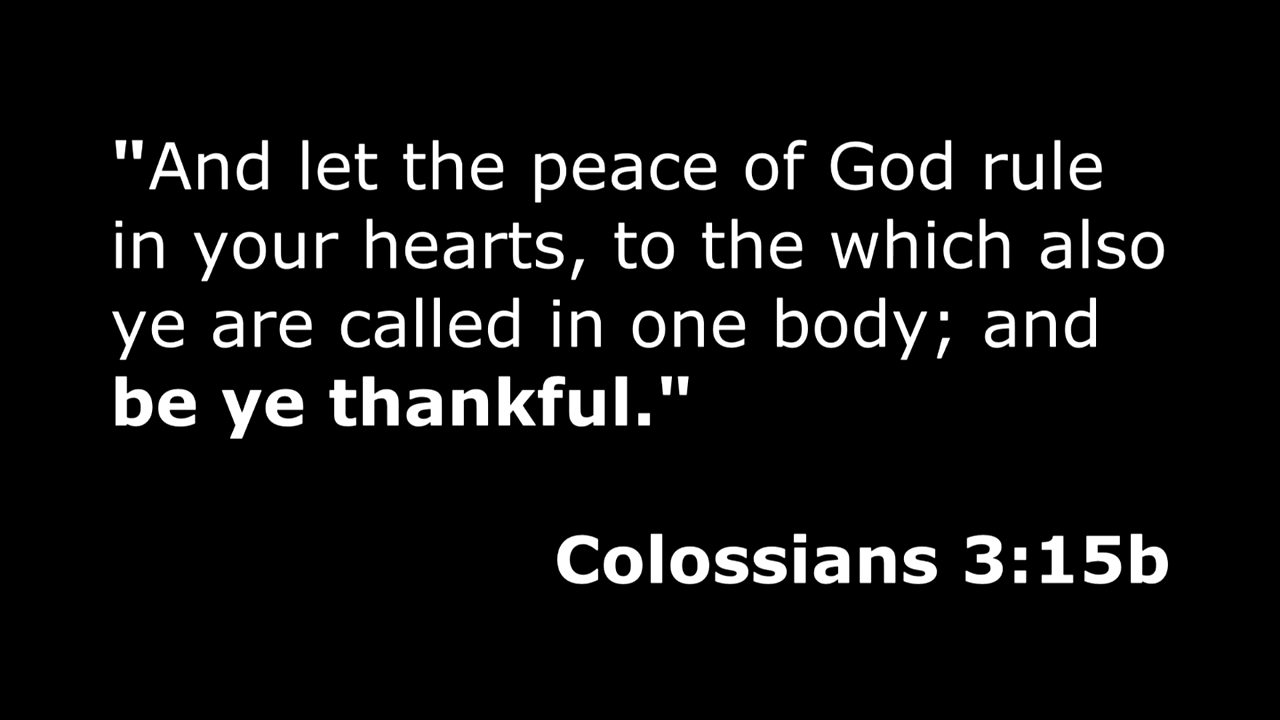 "And let the peace of God rule
in your hearts, to the which also
ye are called in one body; and
be ye thankful."
Colossians 3:15b